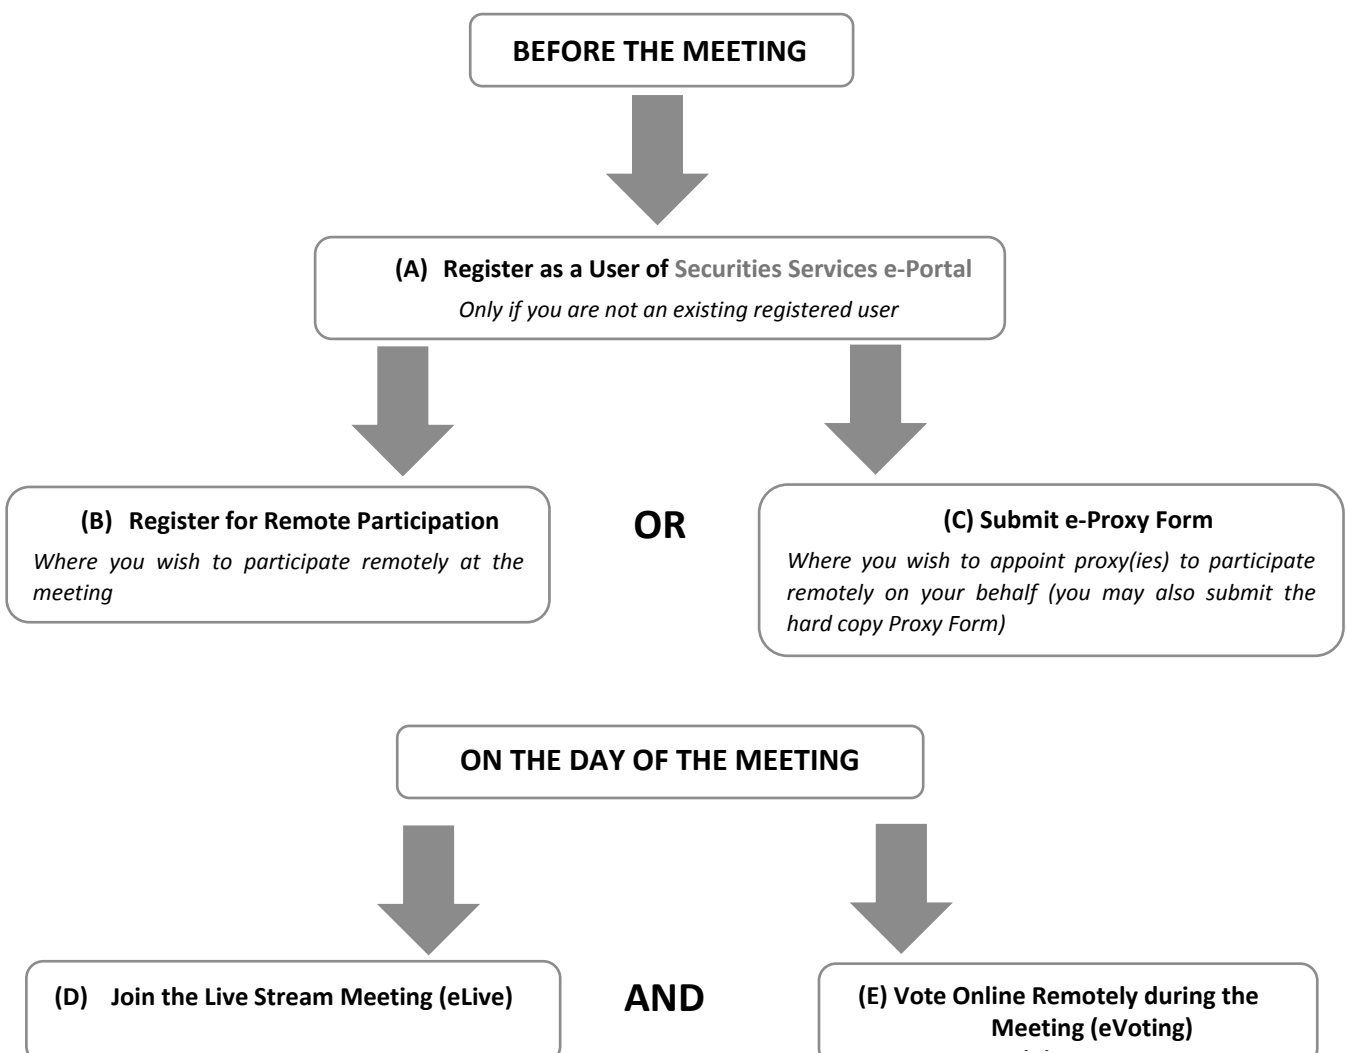 BEFORE THE MEETING
(A) Register as a User of Securities Services e-Portal
Only if you are not an existing registered user
(B) Register for Remote Participation
Where you wish to participate remotely at the
meeting
OR
(C) Submit e-Proxy Form
Where you wish to appoint proxy(ies) to participate
remotely on your behalf (you may also submit the
hard copy Proxy Form)
ON THE DAY OF THE MEETING
(D) Join the Live Stream Meeting (eLive)
AND
(E) Vote Online Remotely during the
Meeting (eVoting)